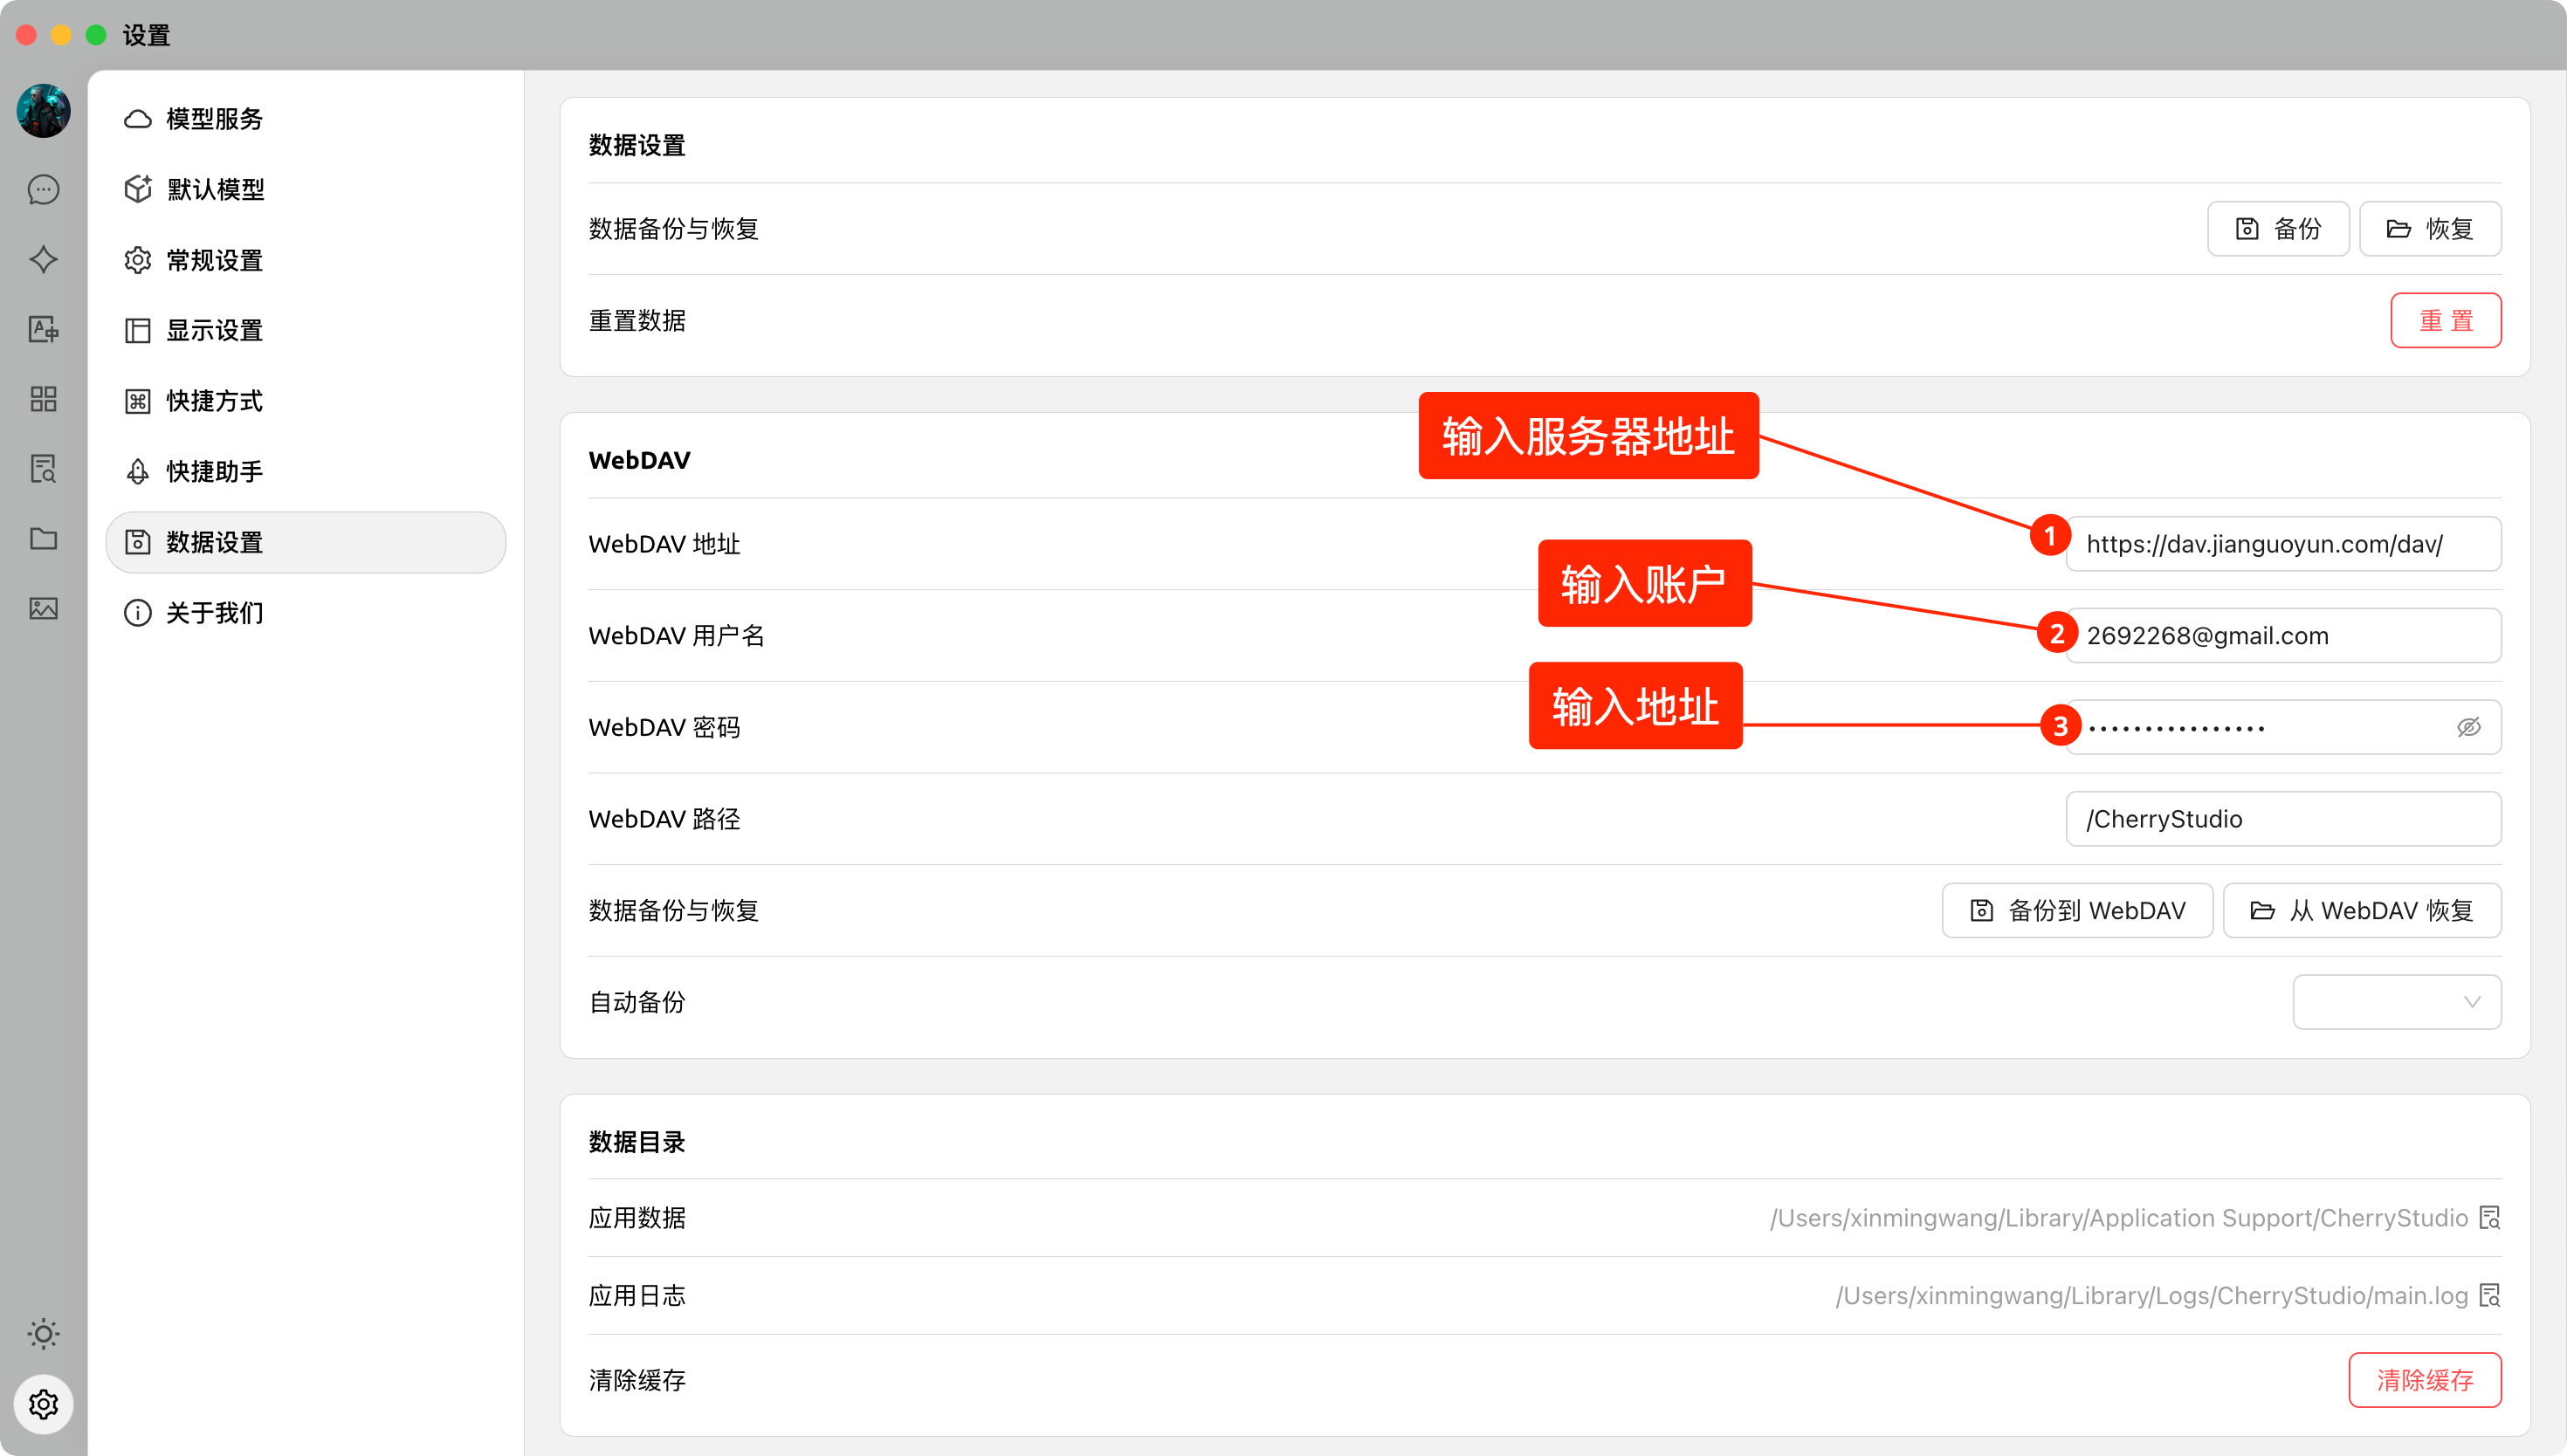 设置
模型服务
默认模型
常规设置
显示设置
快捷方式
快捷助手
数据设置
关于我们
数据设置
数据备份与恢复
备份
恢复
重置数据
重 置
输入服务器地址
WebDAV
WebDAV 地址
1
https://dav.jianguoyun.com/dav/
输入账户
WebDAV 用户名
2
2692268@gmail.com
输入地址
WebDAV 密码
3
•••••••••••••••
WebDAV 路径
/CherryStudio
数据备份与恢复
备份到 WebDAV
从 WebDAV 恢复
自动备份
数据目录
应用数据
/Users/xinmingwang/Library/Application Support/CherryStudio
应用日志
/Users/xinmingwang/Library/Logs/CherryStudio/main.log
清除缓存
清除缓存